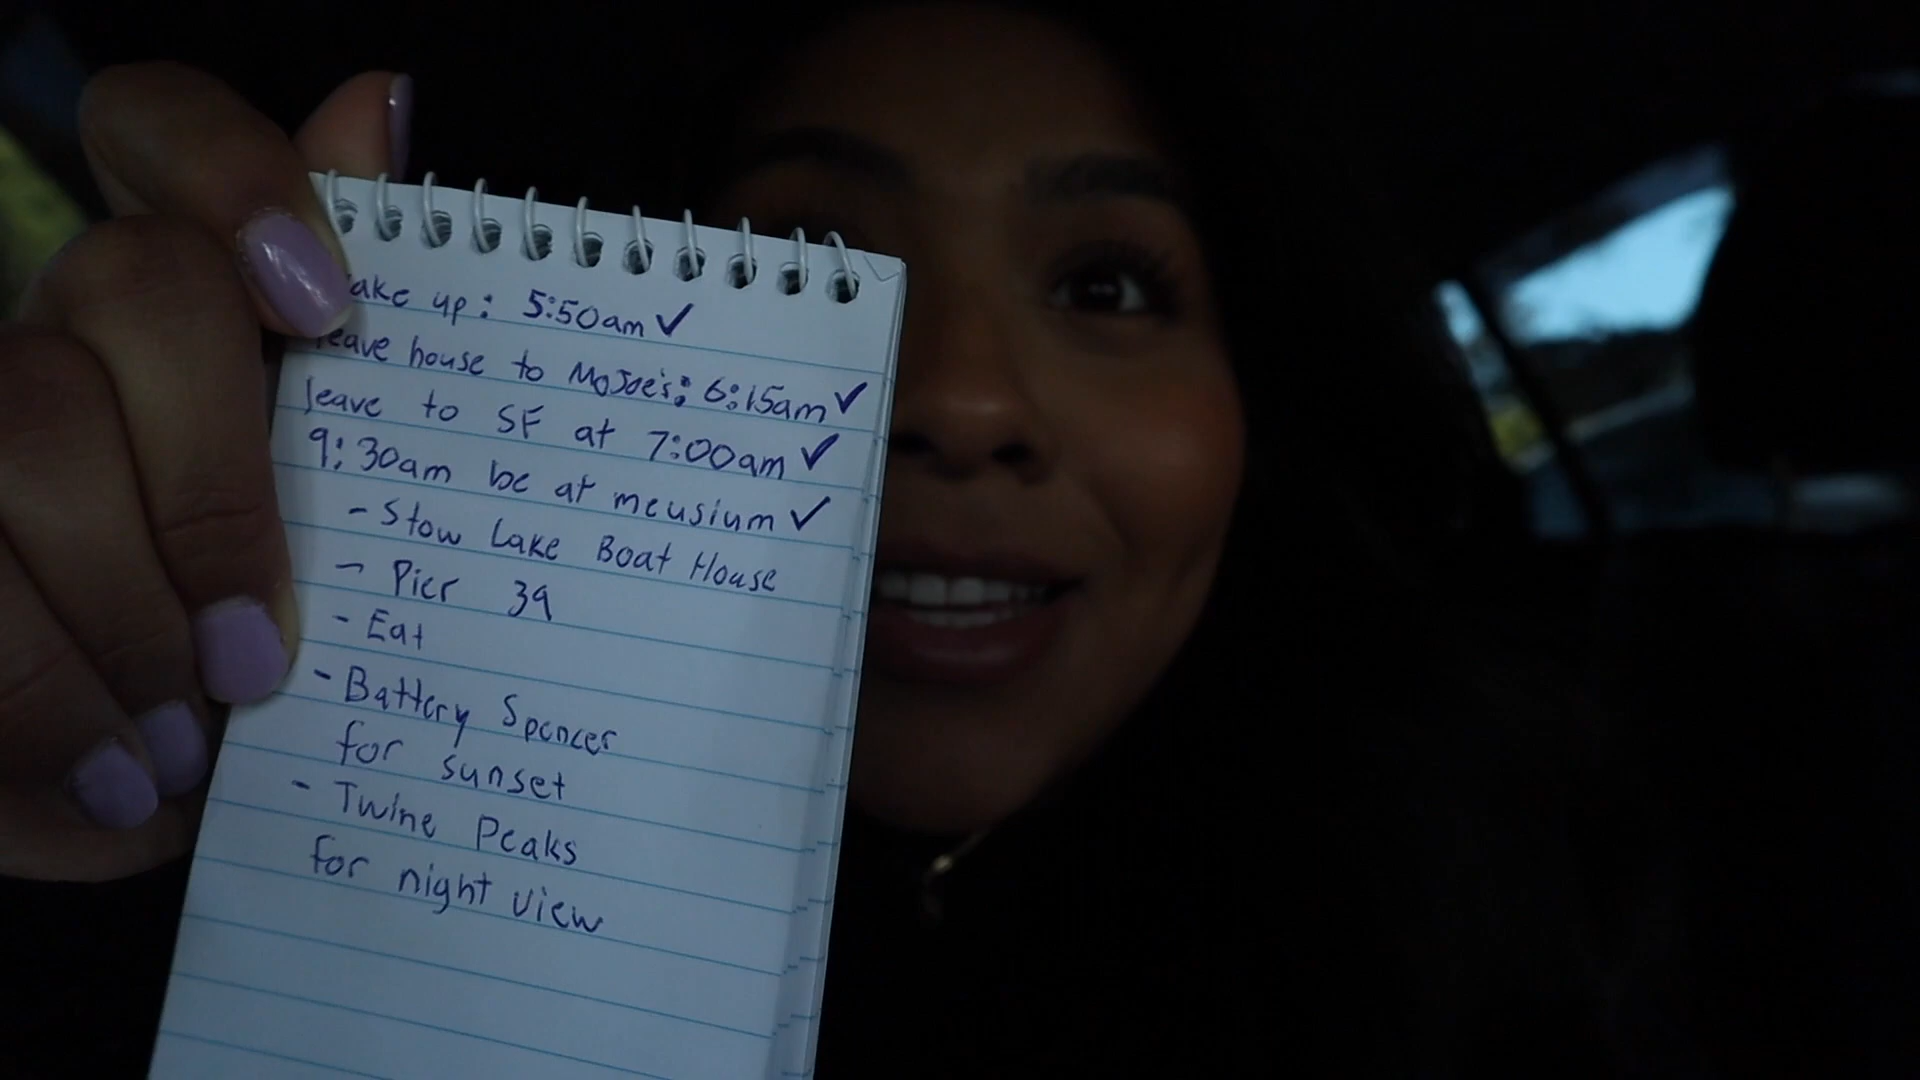 ake up: 5:50am ✓
leave house to MoJoe's: 6:15am ✓
leave to SF at 7:00am ✓
9:30am be at meusium ✓
- Stow Lake Boat House
- Pier 39
- Eat
- Battery Spencer
for sunset
- Twine Peaks
for night view